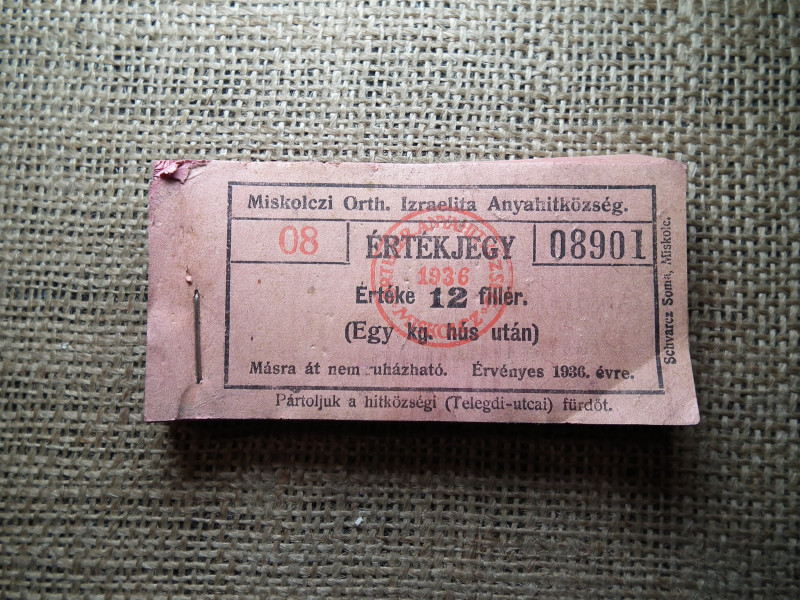 Miskolczi Orth. Izraelita Anyahitközség.
08
ÉRTÉKJEGY
08901
1936
Értéke 12 fillér.
(Egy kg. hús után)
Másra át nem ruházható. Érvényes 1936. évre.
Pártoljuk a hitközségi (Telegdi-utcai) fürdőt.
Schvarcz Soma, Miskolc.